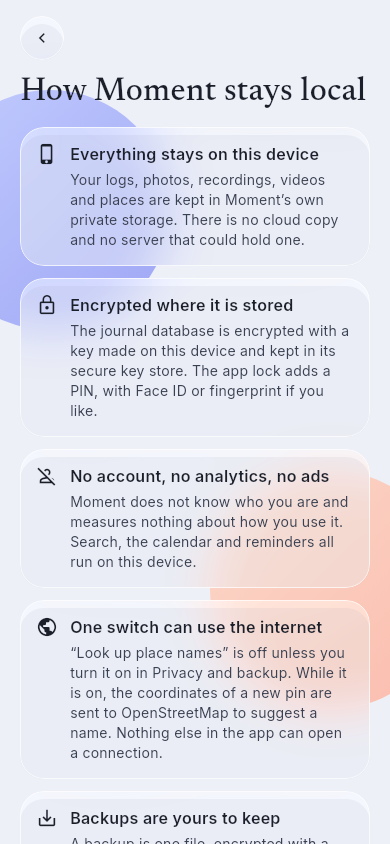 How Moment stays local
Everything stays on this device
Your logs, photos, recordings, videos
and places are kept in Moment’s own
private storage. There is no cloud copy
and no server that could hold one.
Encrypted where it is stored
The journal database is encrypted with a
key made on this device and kept in its
secure key store. The app lock adds a
PIN, with Face ID or fingerprint if you
like.
No account, no analytics, no ads
Moment does not know who you are and
measures nothing about how you use it.
Search, the calendar and reminders all
run on this device.
One switch can use the internet
“Look up place names” is off unless you
turn it on in Privacy and backup. While it
is on, the coordinates of a new pin are
sent to OpenStreetMap to suggest a
name. Nothing else in the app can open
a connection.
Backups are yours to keep
A backup is one file, encrypted with a